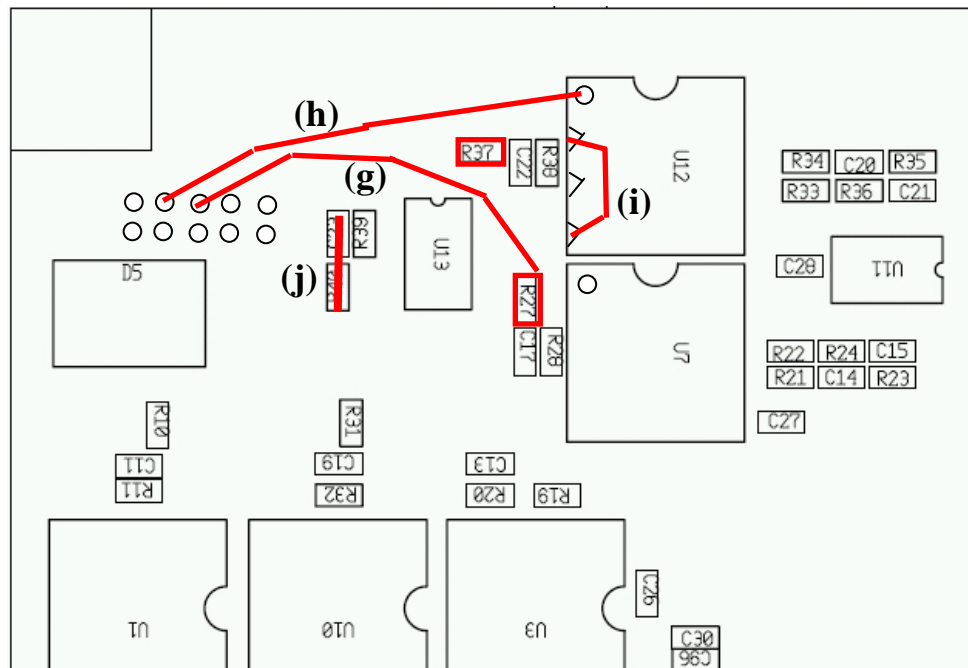 (h)
R37
C22
R38
U12
R34
C20
R35
R33
R36
C21
(g)
(i)
R39
U13
D5
(j)
C28
U11
R27
C17
R28
U7
R22
R24
C15
R21
C14
R23
C27
R10
R31
C11
C19
C13
R11
R32
R20
R19
C26
U1
U10
U3
C30
C96